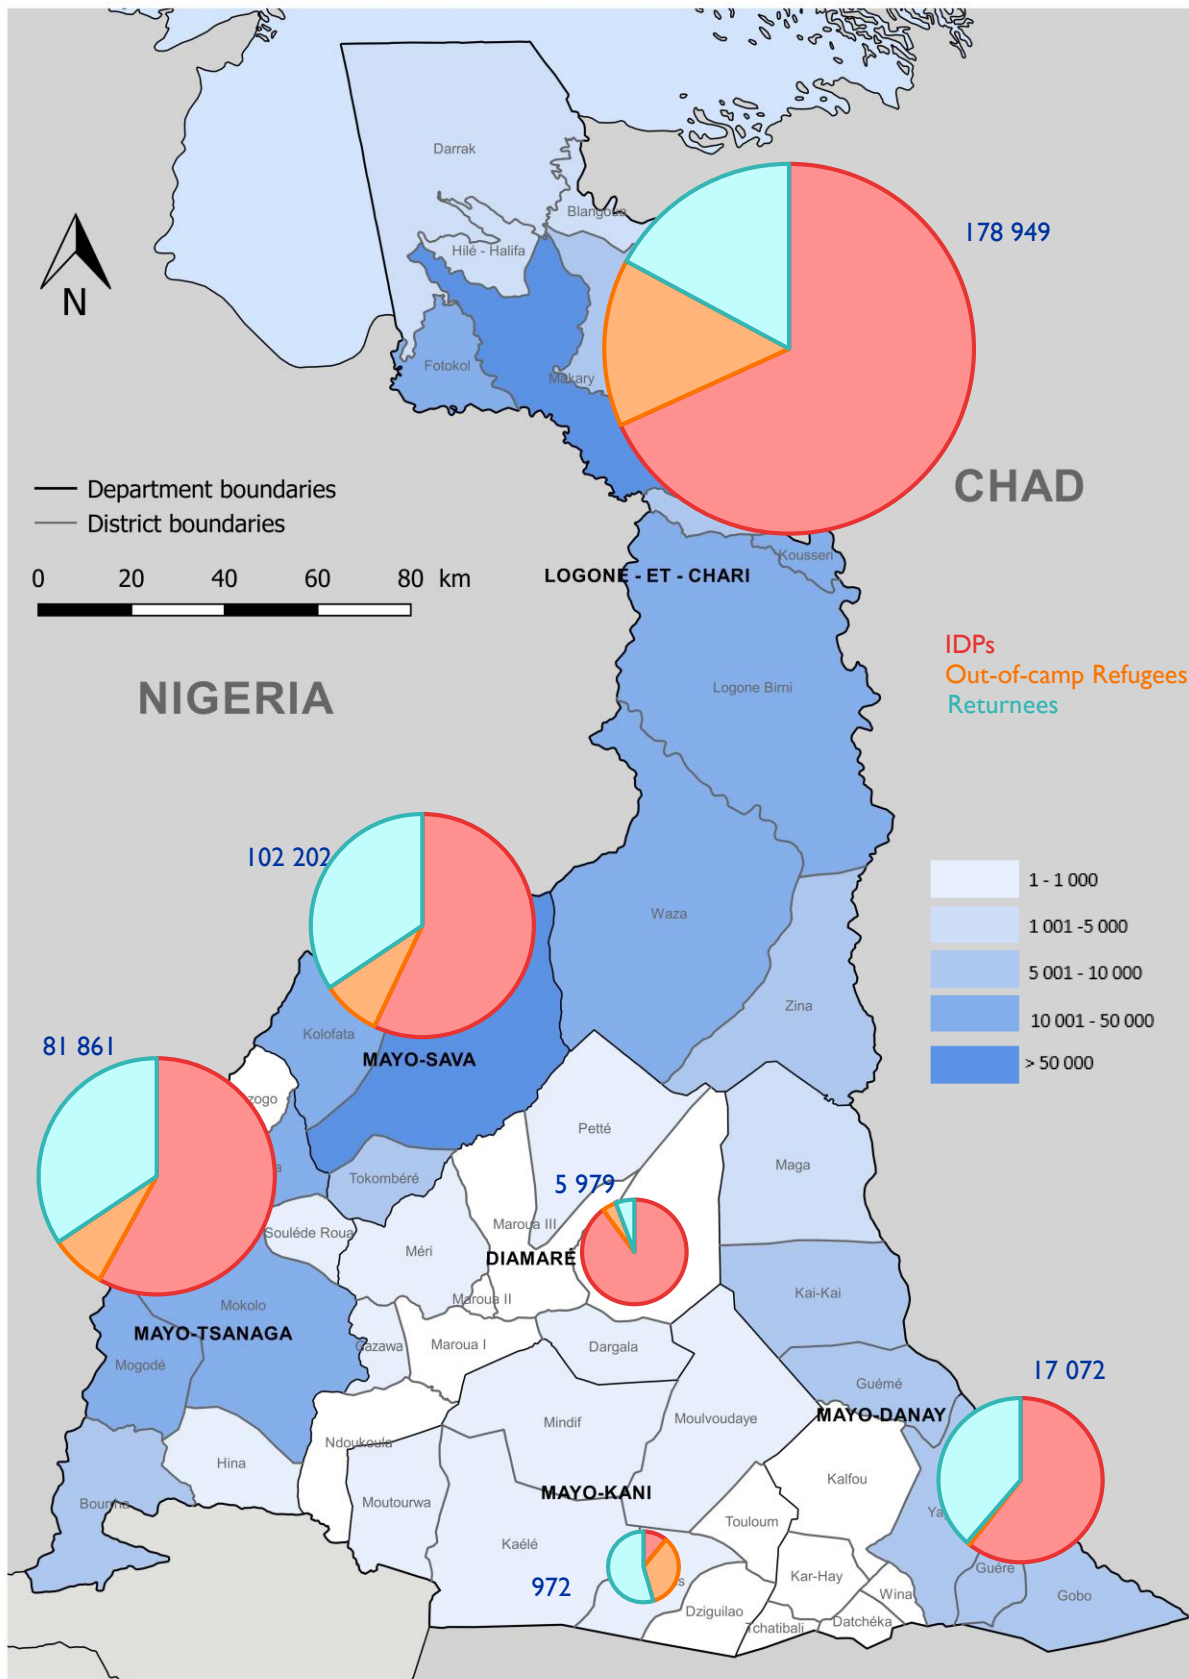 Darrak
Blangoua
178 949
Hilé - Halifa
N
Fotokol
Makary
CHAD
Department boundaries
District boundaries
Kousseri
0 20 40 60 80 km
LOGONE - ET - CHARI
IDPs
Out-of-camp Refugees
Returnees
NIGERIA
Logone Birni
102 202
1 - 1 000
Waza
1 001 -5 000
5 001 - 10 000
Zina
10 001 - 50 000
Kolofata
81 861
MAYO-SAVA
> 50 000
zogo
Petté
Maga
a
Tokombéré
5 979
Souléde Roua
Maroua III
Méri
DIAMARÉ
Kai-Kai
Mokolo
Maroua II
MAYO-TSANAGA
Gazawa
Maroua I
Dargala
Mogodé
17 072
Guémé
Mindif
Moulvoudaye
MAYO-DANAY
Ndoukoula
Hina
Kalfou
MAYO-KANI
Bourrha
Moutourwa
Ya
Touloum
Kaélé
Guéré
Kar-Hay
972
s
Wina
Gobo
Dziguilao
Datchéka
Tchatibali